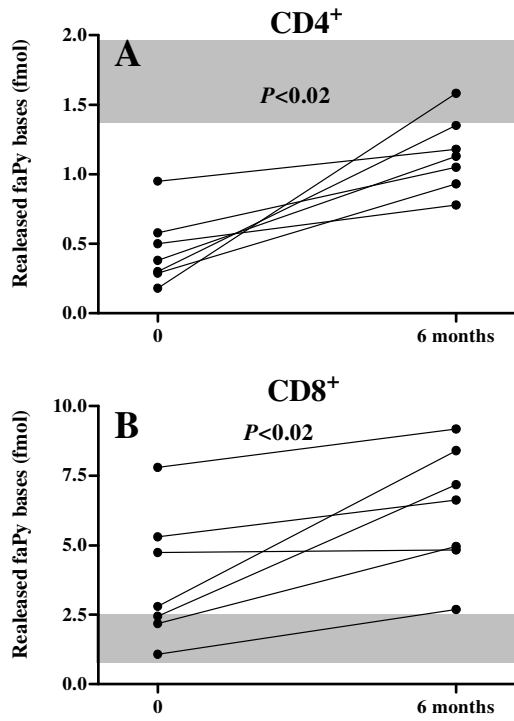 CD4+
A
P<0.02
Realeased faPy bases (fmol)
2.0
1.5
1.0
0.5
0.0
0 6 months
CD8+
B
P<0.02
Realeased faPy bases (fmol)
10.0
7.5
5.0
2.5
0.0
0 6 months